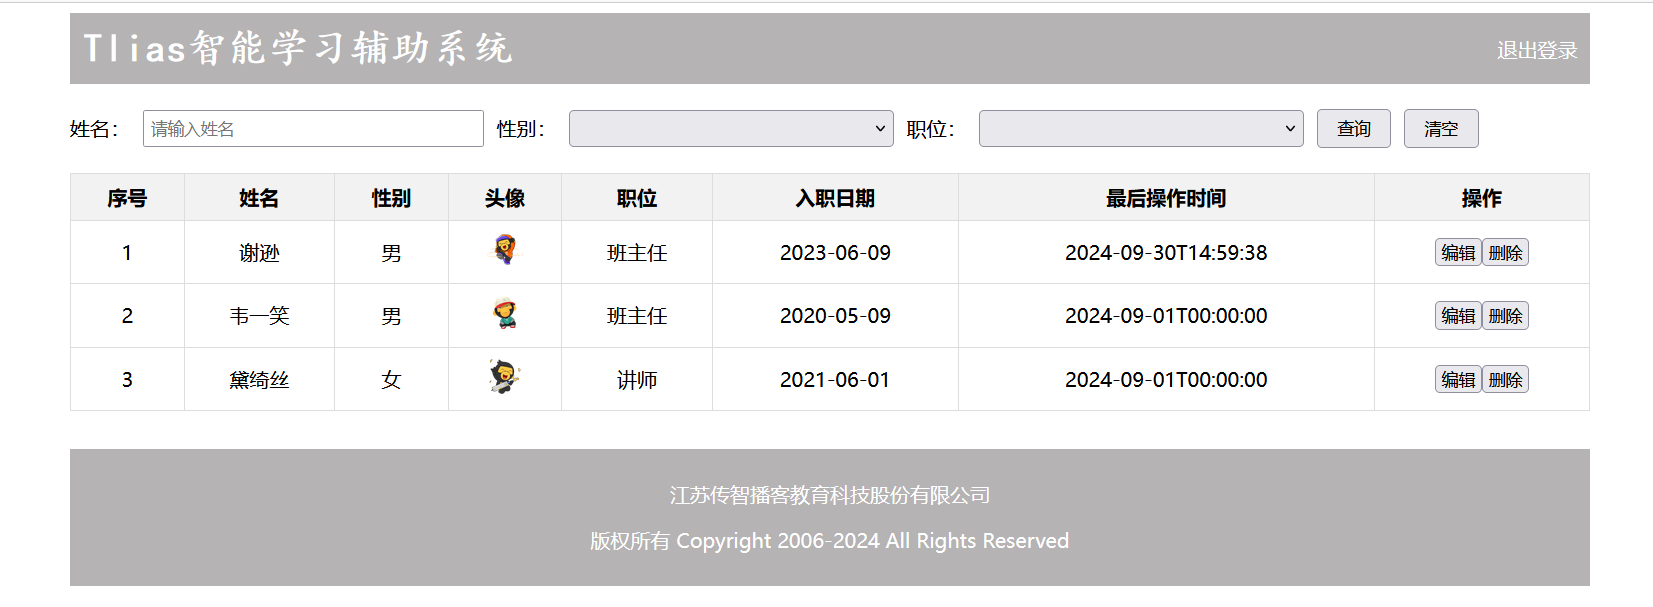 Tlias智能学习辅助系统 退出登录
姓名： 请输入姓名 性别： 职位： 查询 清空
序号 姓名 性别 头像 职位 入职日期 最后操作时间 操作
1 谢逊 男 班主任 2023-06-09 2024-09-30T14:59:38 编辑 删除
2 韦一笑 男 班主任 2020-05-09 2024-09-01T00:00:00 编辑 删除
3 黛绮丝 女 讲师 2021-06-01 2024-09-01T00:00:00 编辑 删除
江苏传智播客教育科技股份有限公司
版权所有 Copyright 2006-2024 All Rights Reserved